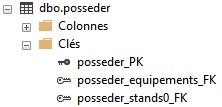 dbo.posseder
Colonnes
Clés
posseder_PK
posseder_equipements_FK
posseder_stands0_FK